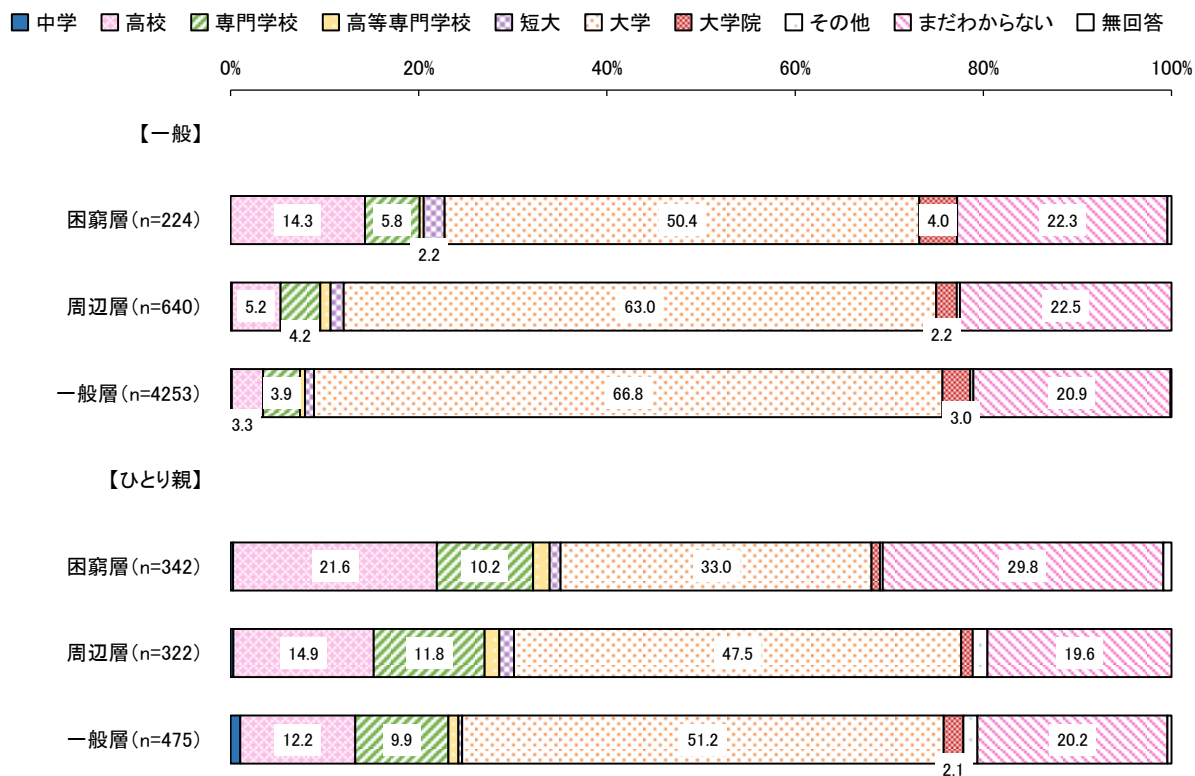 中学 高校 専門学校 高等専門学校 短大 大学 大学院 その他 まだわからない 無回答
0% 20% 40% 60% 80% 100%
【一般】
困窮層(n=224) 14.3 5.8 50.4 4.0 22.3
2.2
周辺層(n=640) 5.2 63.0 22.5
4.2 2.2
一般層(n=4253) 3.9 66.8 20.9
3.3 3.0
【ひとり親】
困窮層(n=342) 21.6 10.2 33.0 29.8
周辺層(n=322) 14.9 11.8 47.5 19.6
一般層(n=475) 12.2 9.9 51.2 20.2
2.1